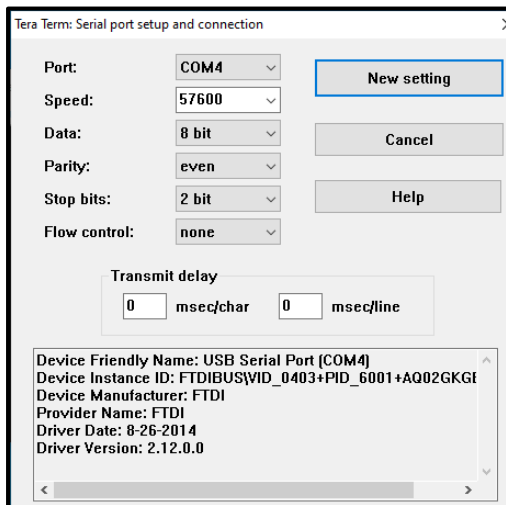 Tera Term: Serial port setup and connection
Port: COM4 New setting
Speed: 57600
Data: 8 bit Cancel
Parity: even
Stop bits: 2 bit Help
Flow control: none
Transmit delay
0 msec/char 0 msec/line
Device Friendly Name: USB Serial Port (COM4)
Device Instance ID: FTDIBUS\VID_0403+PID_6001+AQ02GKGE
Device Manufacturer: FTDI
Provider Name: FTDI
Driver Date: 8-26-2014
Driver Version: 2.12.0.0